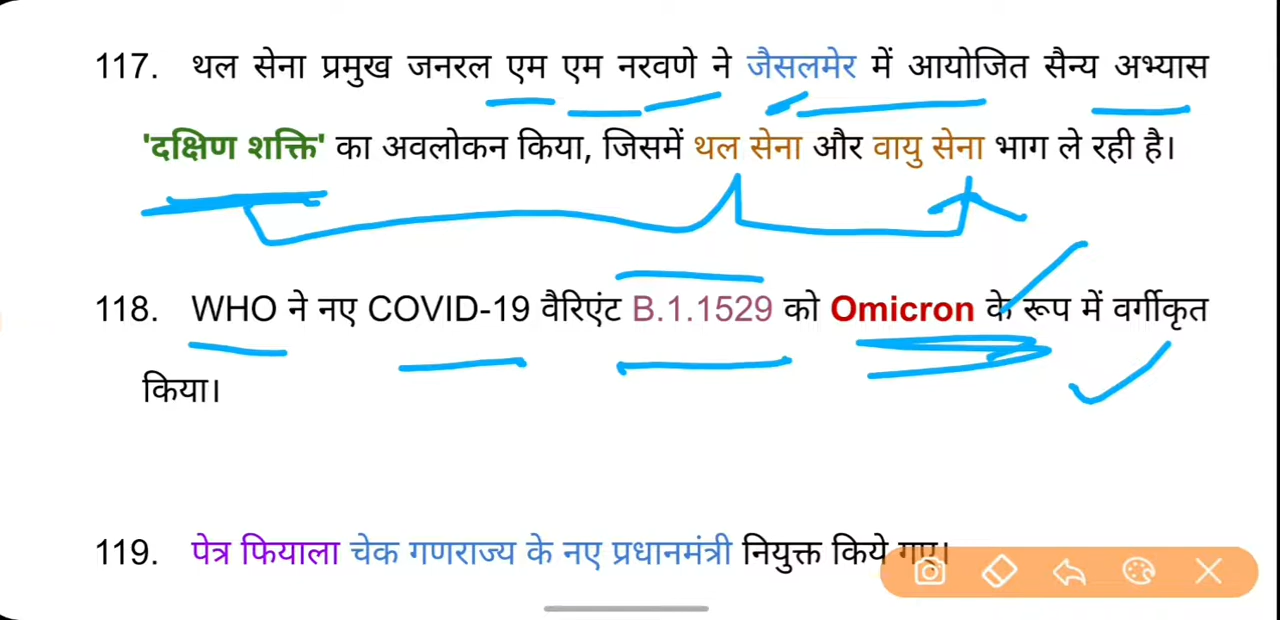 117. थल सेना प्रमुख जनरल एम एम नरवणे ने जैसलमेर में आयोजित सैन्य अभ्यास
'दक्षिण शक्ति' का अवलोकन किया, जिसमें थल सेना और वायु सेना भाग ले रही है।
118. WHO ने नए COVID-19 वैरिएंट B.1.1529 को Omicron के रूप में वर्गीकृत
किया।
119. पेत्र फियाला चेक गणराज्य के नए प्रधानमंत्री नियुक्त किये गए।